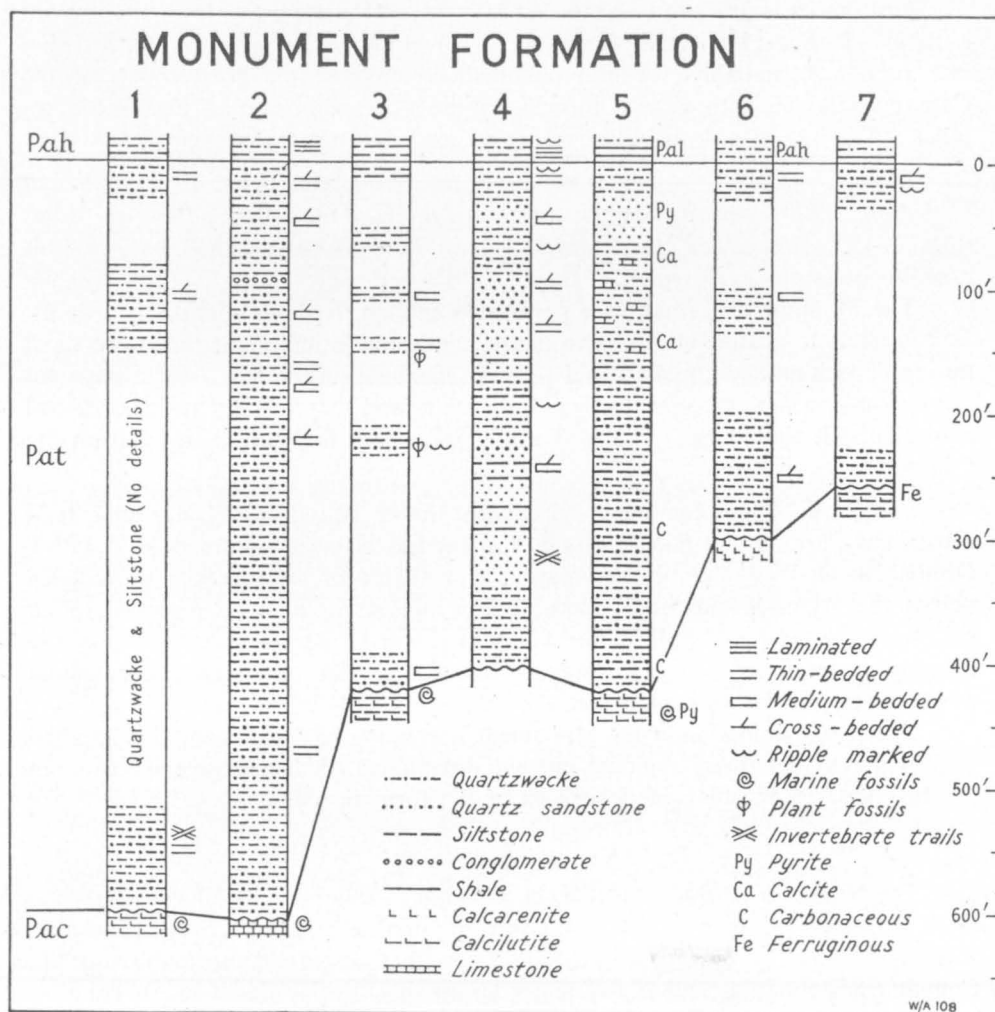 MONUMENT FORMATION
1 2 3 4 5 6 7
Pah
Pal
Pah
0
Py
Ca
100′
Ca
200′
Pat
Quartzwacke & Siltstone (No details)
Fe
C
300′
C
400′
Py
500′
600′
Pac
Quartzwacke
Quartz sandstone
Siltstone
Conglomerate
Shale
Calcarenite
Calcilutite
Limestone
Laminated
Thin-bedded
Medium-bedded
Cross-bedded
Ripple marked
Marine fossils
Plant fossils
Invertebrate trails
Py Pyrite
Ca Calcite
C Carbonaceous
Fe Ferruginous
W/A 108